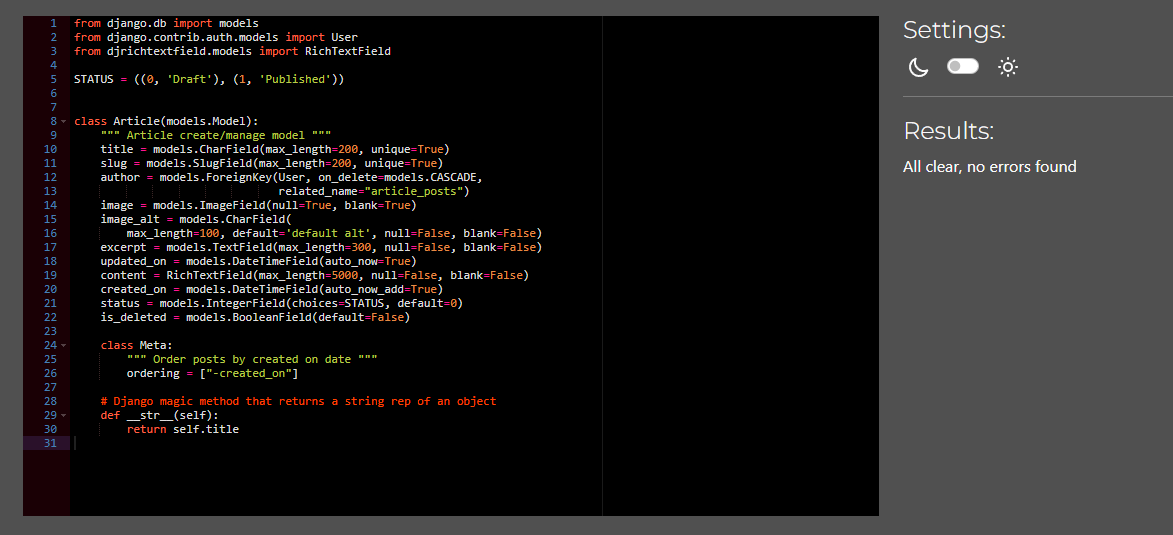 1 from django.db import models
2 from django.contrib.auth.models import User
3 from djrichtextfield.models import RichTextField
4
5 STATUS = ((0, 'Draft'), (1, 'Published'))
6
7
8 class Article(models.Model):
9     """ Article create/manage model """
10     title = models.CharField(max_length=200, unique=True)
11     slug = models.SlugField(max_length=200, unique=True)
12     author = models.ForeignKey(User, on_delete=models.CASCADE,
13                                related_name="article_posts")
14     image = models.ImageField(null=True, blank=True)
15     image_alt = models.CharField(
16         max_length=100, default='default alt', null=False, blank=False)
17     excerpt = models.TextField(max_length=300, null=False, blank=False)
18     updated_on = models.DateTimeField(auto_now=True)
19     content = RichTextField(max_length=5000, null=False, blank=False)
20     created_on = models.DateTimeField(auto_now_add=True)
21     status = models.IntegerField(choices=STATUS, default=0)
22     is_deleted = models.BooleanField(default=False)
23
24     class Meta:
25         """ Order posts by created on date """
26         ordering = ["-created_on"]
27
28     # Django magic method that returns a string rep of an object
29     def __str__(self):
30         return self.title
31
Settings:
Results:
All clear, no errors found